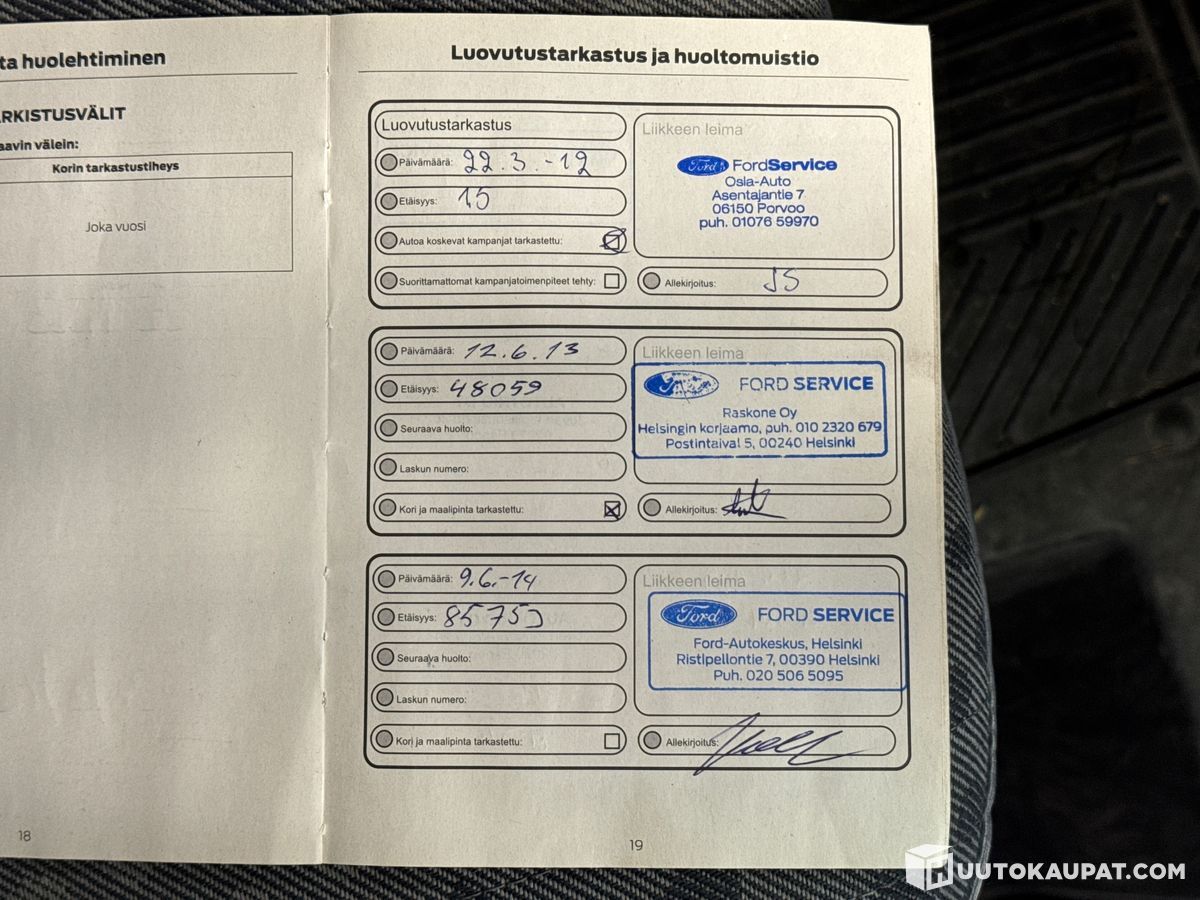 ta huolehtiminen
RKISTUSVÄLIT
aavin välein:
Korin tarkastustiheys
Joka vuosi
18
Luovutustarkastus ja huoltomuistio
Luovutustarkastus
Päivämäärä: 22.3.-12
Etäisyys: 15
Autoa koskevat kampanjat tarkastettu:
Suorittamattomat kampanjatoimenpiteet tehty:
Liikkeen leima
Ford FordService
Osla-Auto
Asentajantie 7
06150 Porvoo
puh. 01076 59970
Allekirjoitus: JS
Päivämäärä: 12.6.13
Etäisyys: 48059
Seuraava huolto:
Laskun numero:
Kori ja maalipinta tarkastettu:
Liikkeen leima
FORD SERVICE
Raskone Oy
Helsingin korjaamo, puh. 010 2320 679
Postintaival 5, 00240 Helsinki
Allekirjoitus:
Päivämäärä: 9.6.-14
Etäisyys:
Seuraava huolto:
Laskun numero:
Kori ja maalipinta tarkastettu:
Liikkeen leima
Ford FORD SERVICE
Ford-Autokeskus, Helsinki
Ristipellontie 7, 00390 Helsinki
Puh. 020 506 5095
Allekirjoitus:
19
UUTOKAUPAT.COM